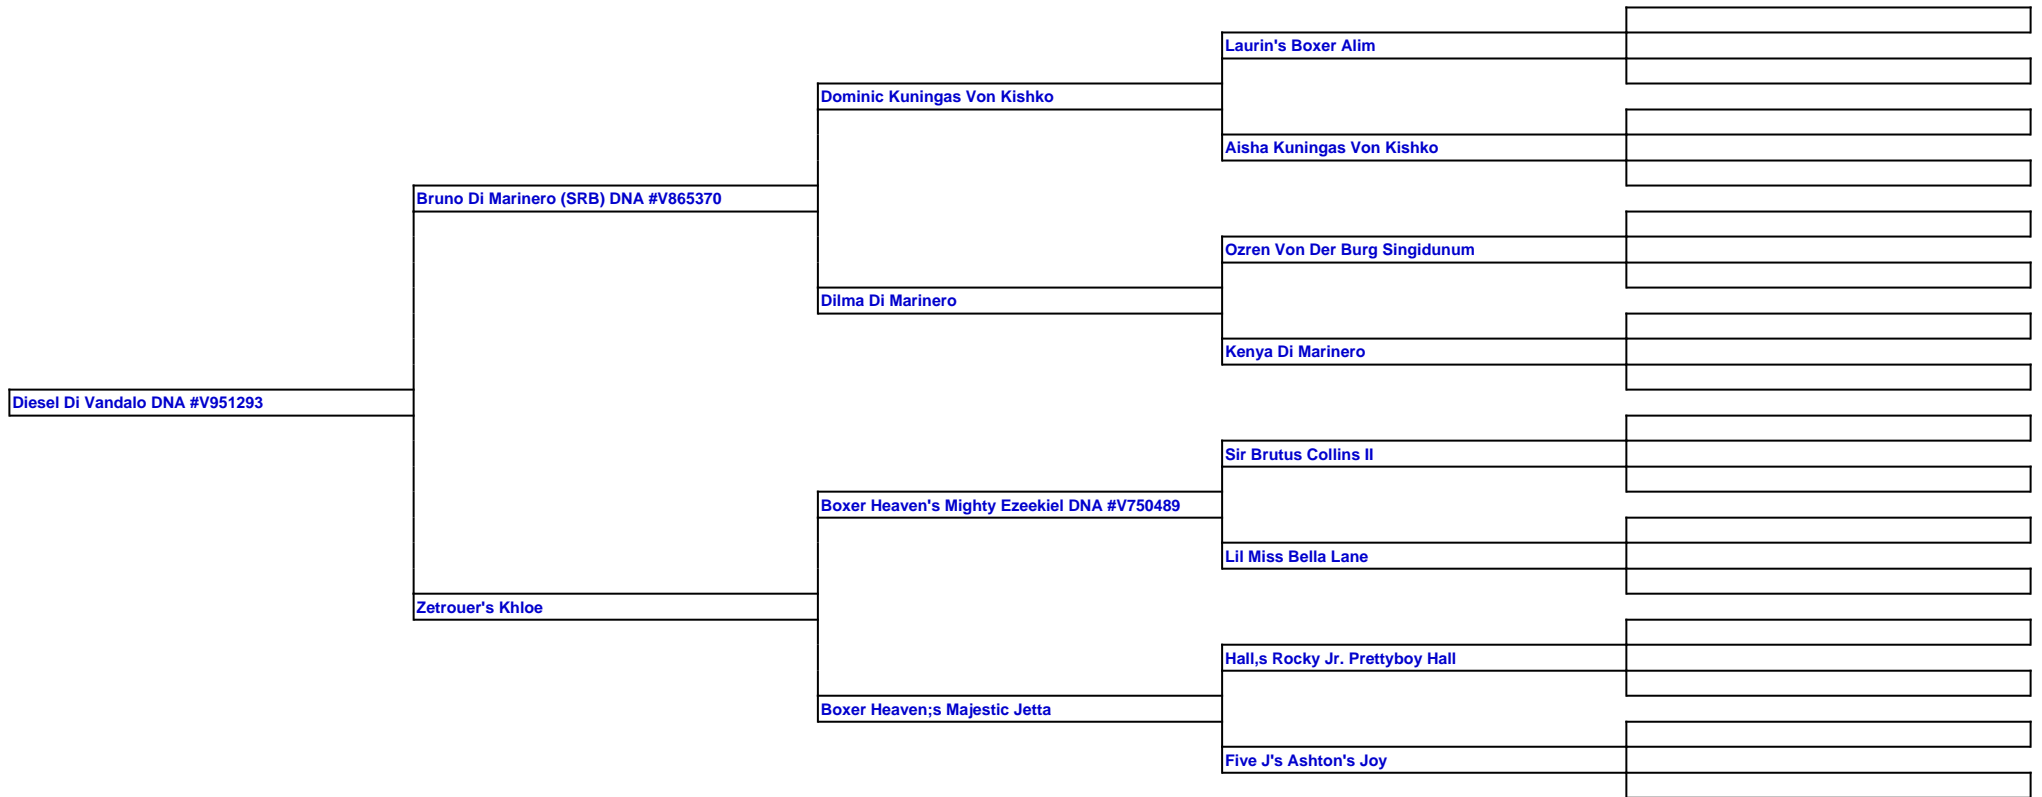 Laurin's Boxer Alim
Dominic Kuningas Von Kishko
Aisha Kuningas Von Kishko
Bruno Di Marinero (SRB) DNA #V865370
Ozren Von Der Burg Singidunum
Dilma Di Marinero
Kenya Di Marinero
Diesel Di Vandalo DNA #V951293
Sir Brutus Collins II
Boxer Heaven's Mighty Ezeekiel DNA #V750489
Lil Miss Bella Lane
Zetrouer's Khloe
Hall,s Rocky Jr. Prettyboy Hall
Boxer Heaven;s Majestic Jetta
Five J's Ashton's Joy